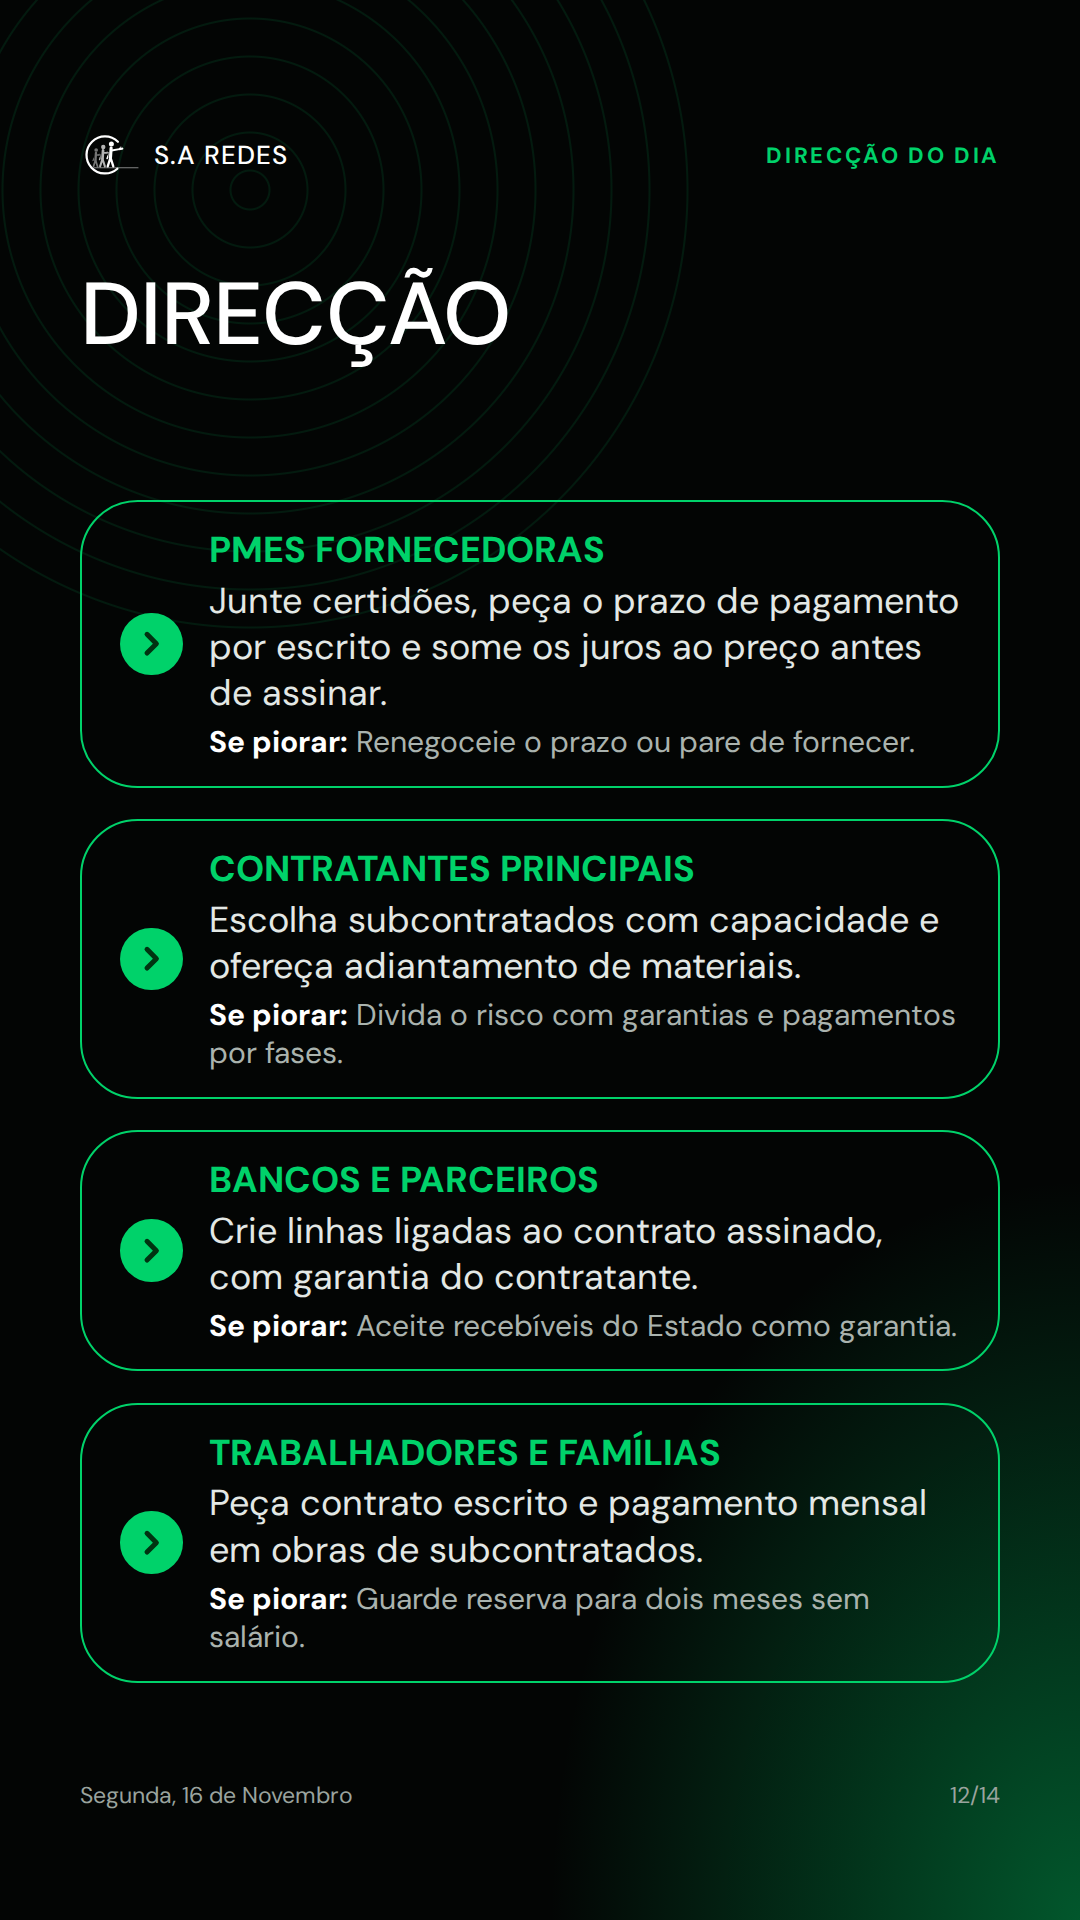 S.A REDES
DIRECÇÃO DO DIA
DIRECÇÃO
PMES FORNECEDORAS
Junte certidões, peça o prazo de pagamento
por escrito e some os juros ao preço antes
de assinar.
Se piorar: Renegoceie o prazo ou pare de fornecer.
CONTRATANTES PRINCIPAIS
Escolha subcontratados com capacidade e
ofereça adiantamento de materiais.
Se piorar: Divida o risco com garantias e pagamentos
por fases.
BANCOS E PARCEIROS
Crie linhas ligadas ao contrato assinado,
com garantia do contratante.
Se piorar: Aceite recebíveis do Estado como garantia.
TRABALHADORES E FAMÍLIAS
Peça contrato escrito e pagamento mensal
em obras de subcontratados.
Se piorar: Guarde reserva para dois meses sem
salário.
Segunda, 16 de Novembro
12/14